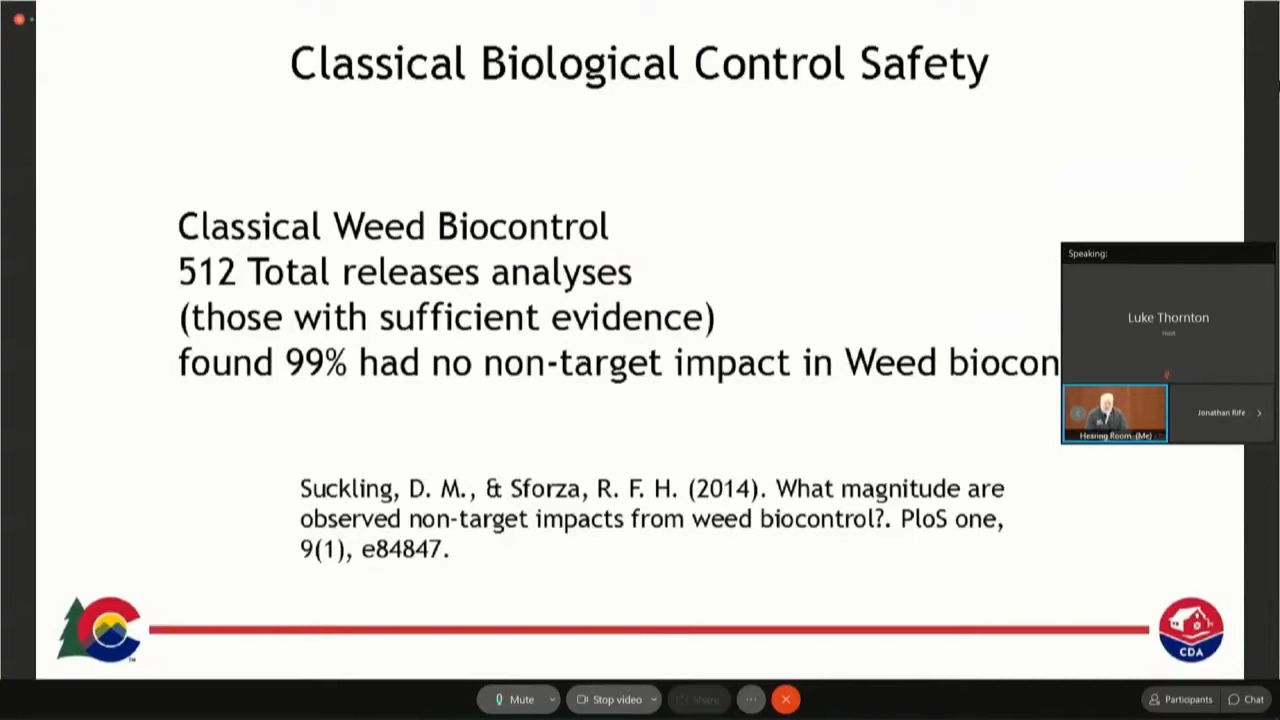 Classical Biological Control Safety
Classical Weed Biocontrol
512 Total releases analyses
(those with sufficient evidence)
found 99% had no non-target impact in Weed biocon
Suckling, D. M., & Sforza, R. F. H. (2014). What magnitude are
observed non-target impacts from weed biocontrol?. PloS one,
9(1), e84847.
Speaking:
Luke Thornton
Host
Hearing Room (Me)
Jonathan Rife
CDA
Mute
Stop video
Share
Participants
Chat